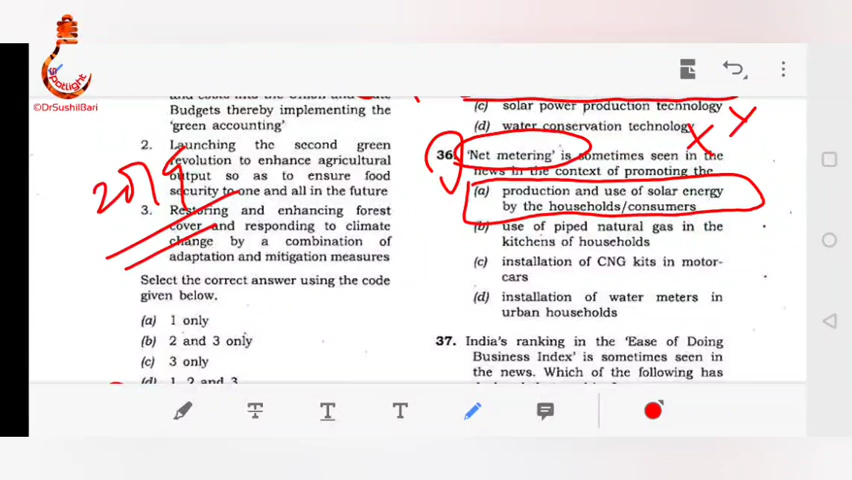 Spotlight
©DrSushilBari
Budgets thereby implementing the
'green accounting'
2. Launching the second green
revolution to enhance agricultural
output so as to ensure food
security to one and all in the future
3. Restoring and enhancing forest
cover and responding to climate
change by a combination of
adaptation and mitigation measures
Select the correct answer using the code
given below.
(a) 1 only
(b) 2 and 3 only
(c) 3 only
(d) 1, 2 and 3
2019
(c) solar power production technology
(d) water conservation technology
X Y
36. 'Net metering' is sometimes seen in the
news in the context of promoting the
(a) production and use of solar energy
by the households/consumers
(b) use of piped natural gas in the
kitchens of households
(c) installation of CNG kits in motor-
cars
(d) installation of water meters in
urban households
37. India's ranking in the 'Ease of Doing
Business Index' is sometimes seen in
the news. Which of the following has
T T T